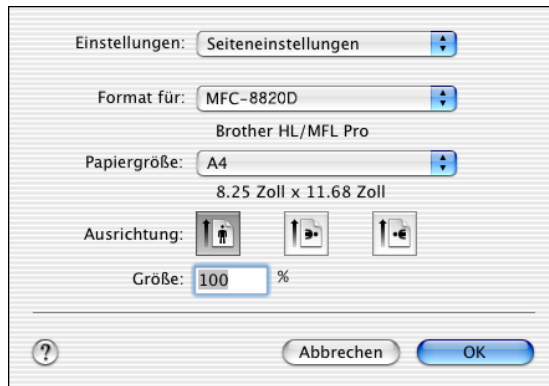 Einstellungen: Seiteneinstellungen
Format für: MFC-8820D
Brother HL/MFL Pro
Papiergröße: A4
8.25 Zoll x 11.68 Zoll
Ausrichtung:
Größe: 100 %
? Abbrechen OK